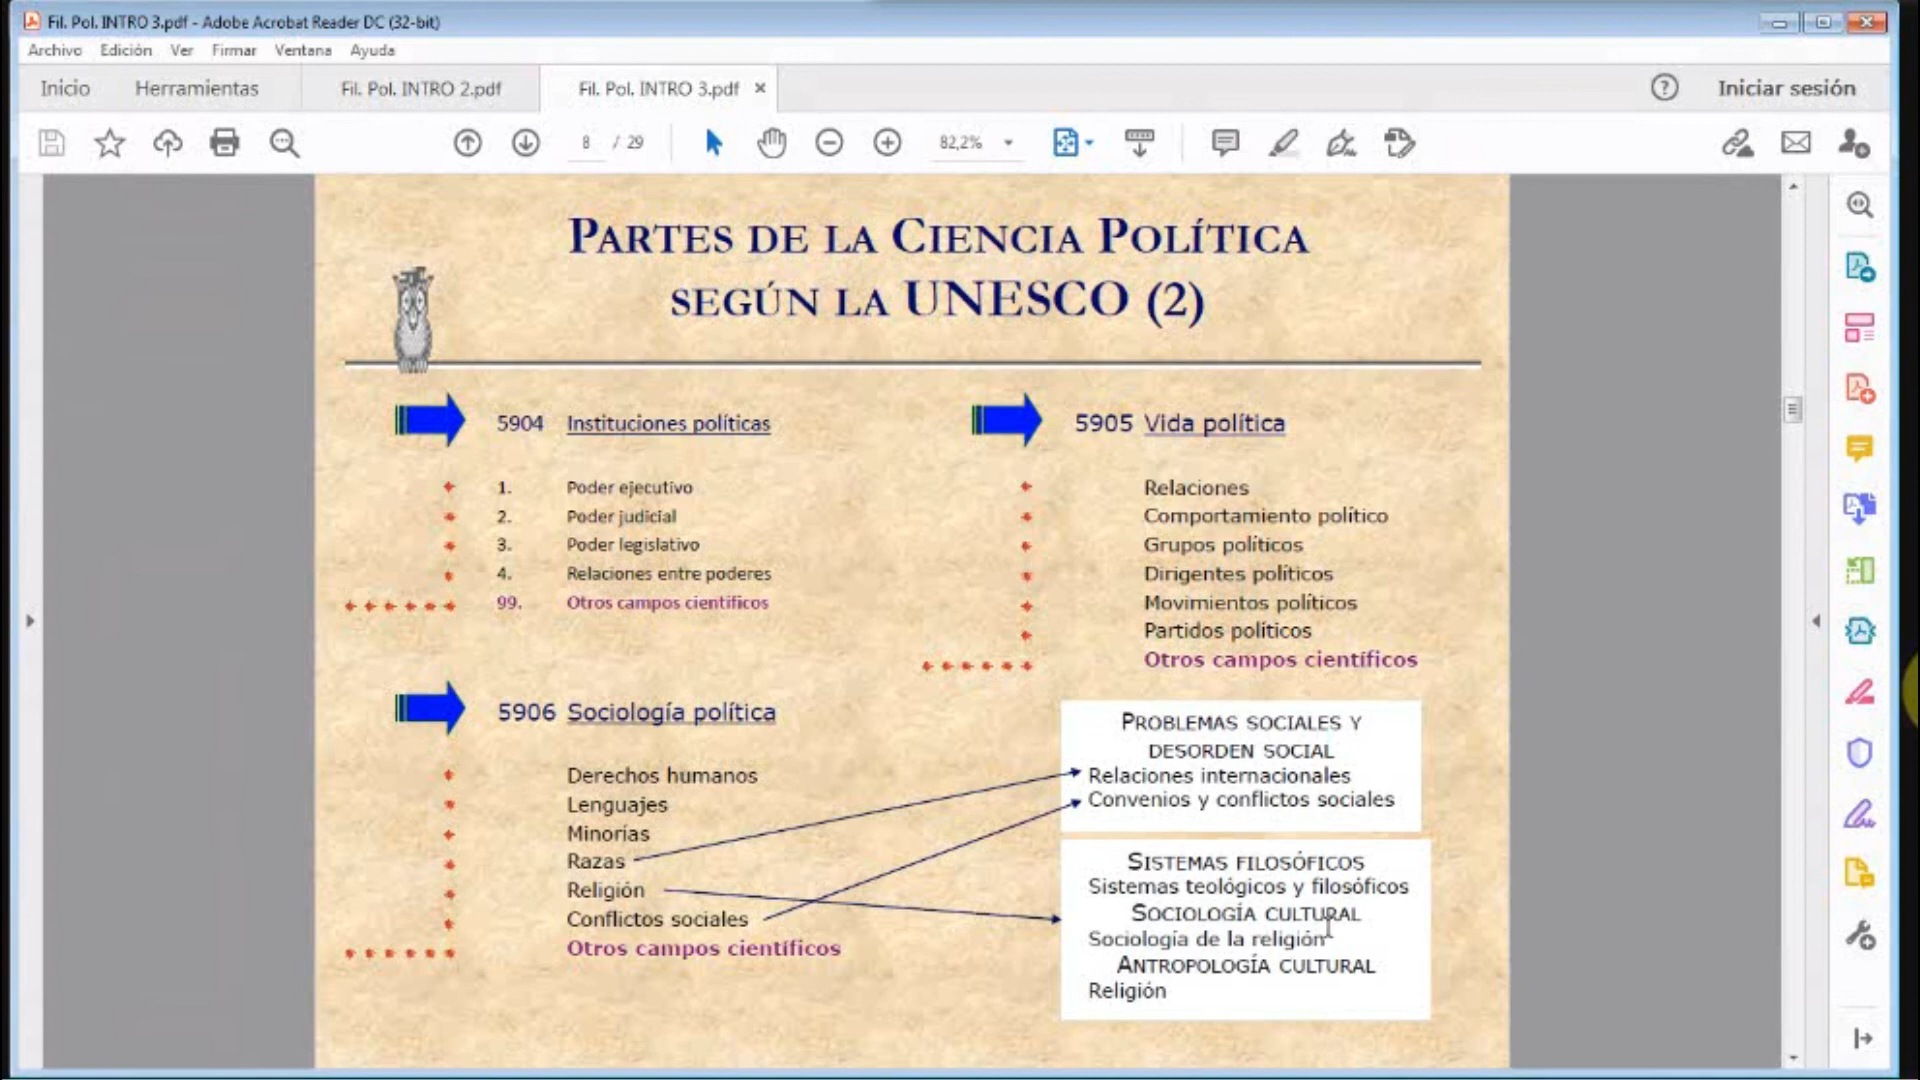 Fil. Pol. INTRO 3.pdf - Adobe Acrobat Reader DC (32-bit)
Archivo Edición Ver Firmar Ventana Ayuda
Inicio Herramientas Fil. Pol. INTRO 2.pdf Fil. Pol. INTRO 3.pdf × Iniciar sesión
8 / 29 82,2%
PARTES DE LA CIENCIA POLÍTICA
SEGÚN LA UNESCO (2)
5904 Instituciones políticas
1. Poder ejecutivo
2. Poder judicial
3. Poder legislativo
4. Relaciones entre poderes
99. Otros campos científicos
5905 Vida política
Relaciones
Comportamiento político
Grupos políticos
Dirigentes políticos
Movimientos políticos
Partidos políticos
Otros campos científicos
5906 Sociología política
Derechos humanos
Lenguajes
Minorías
Razas
Religión
Conflictos sociales
Otros campos científicos
PROBLEMAS SOCIALES Y
DESORDEN SOCIAL
Relaciones internacionales
Convenios y conflictos sociales
SISTEMAS FILOSÓFICOS
Sistemas teológicos y filosóficos
SOCIOLOGÍA CULTURAL
Sociología de la religión
ANTROPOLOGÍA CULTURAL
Religión